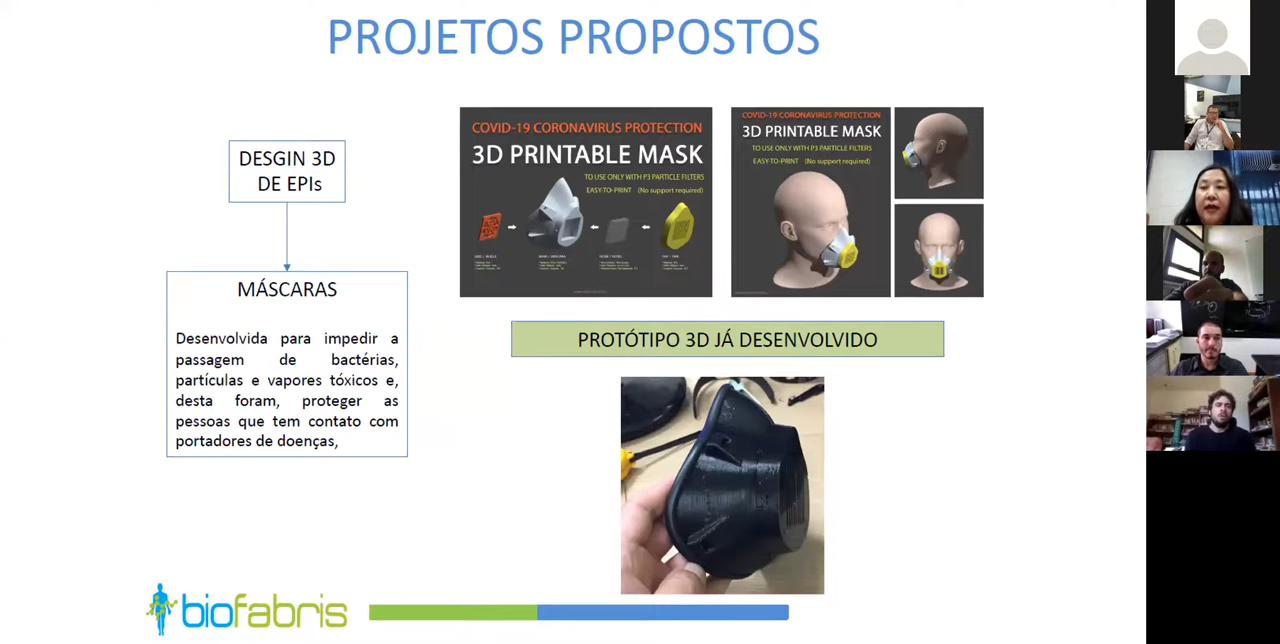 PROJETOS PROPOSTOS
DESGIN 3D
DE EPIs
MÁSCARAS
Desenvolvida para impedir a
passagem de bactérias,
partículas e vapores tóxicos e,
desta foram, proteger as
pessoas que tem contato com
portadores de doenças,
COVID-19 CORONAVIRUS PROTECTION
3D PRINTABLE MASK
TO USE ONLY WITH P3 PARTICLE FILTERS
EASY-TO-PRINT (No support required)
COVID-19 CORONAVIRUS PROTECTION
3D PRINTABLE MASK
TO USE ONLY WITH P3 PARTICLE FILTERS
EASY-TO-PRINT (No support required)
PROTÓTIPO 3D JÁ DESENVOLVIDO
biofabris